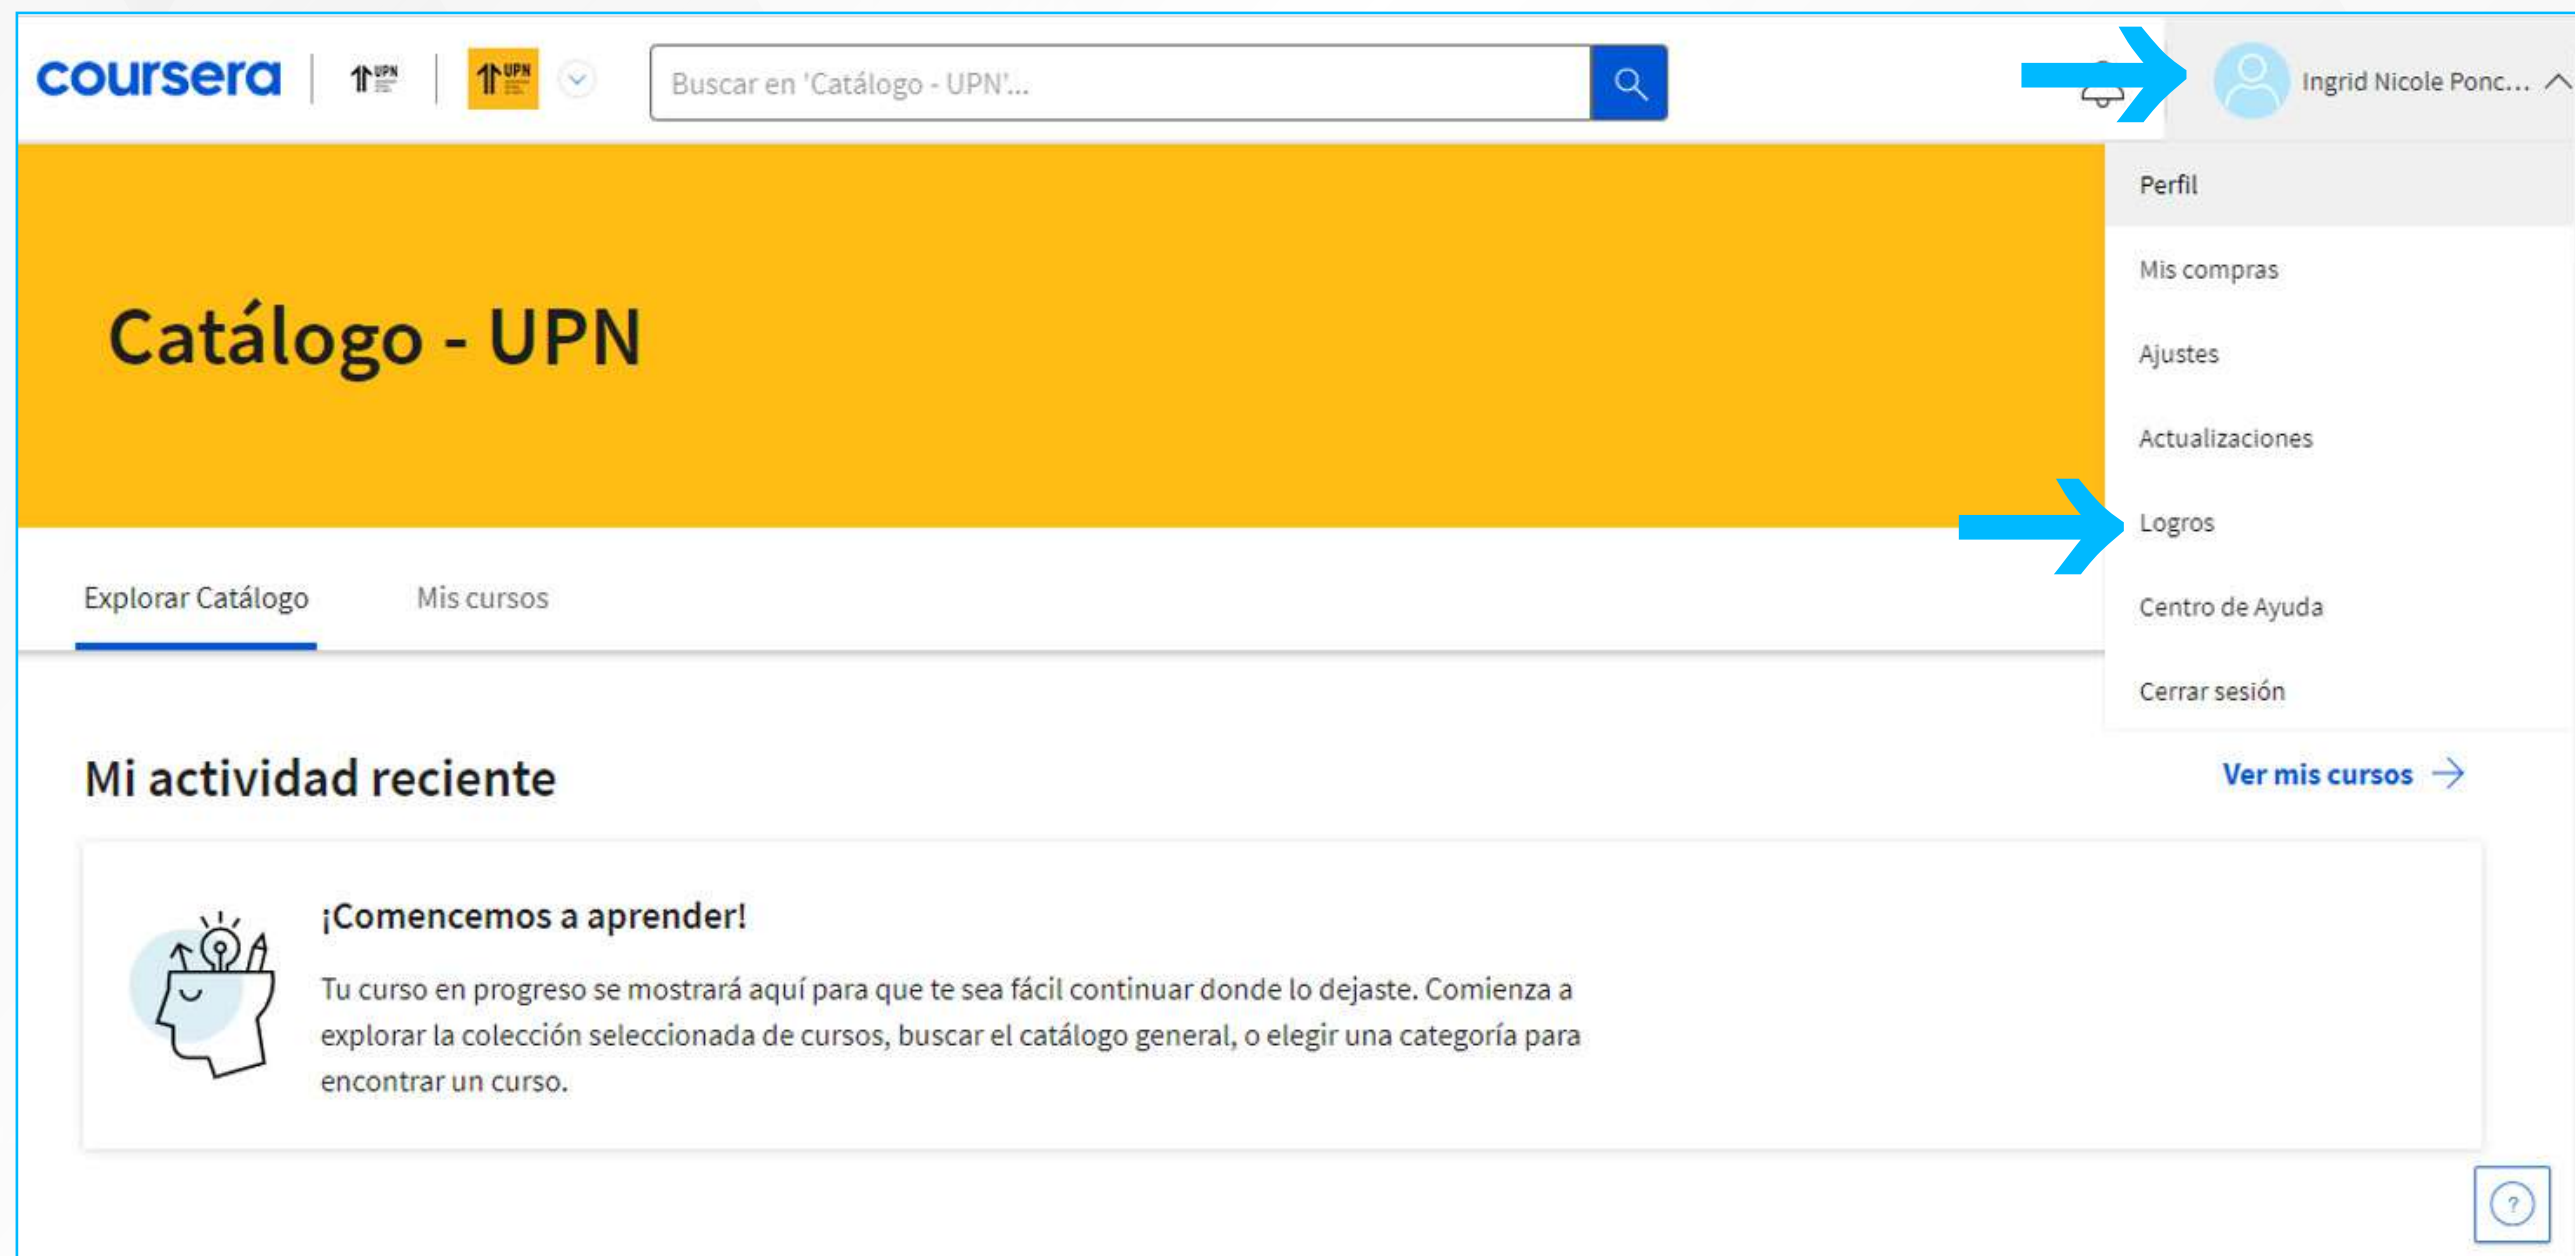 coursera
UPN
UPN
Buscar en 'Catálogo - UPN'...
Ingrid Nicole Ponc...
Perfil
Mis compras
Ajustes
Actualizaciones
Logros
Centro de Ayuda
Cerrar sesión
Catálogo - UPN
Explorar Catálogo
Mis cursos
Mi actividad reciente
Ver mis cursos
¡Comencemos a aprender!
Tu curso en progreso se mostrará aquí para que te sea fácil continuar donde lo dejaste. Comienza a
explorar la colección seleccionada de cursos, buscar el catálogo general, o elegir una categoría para
encontrar un curso.
?